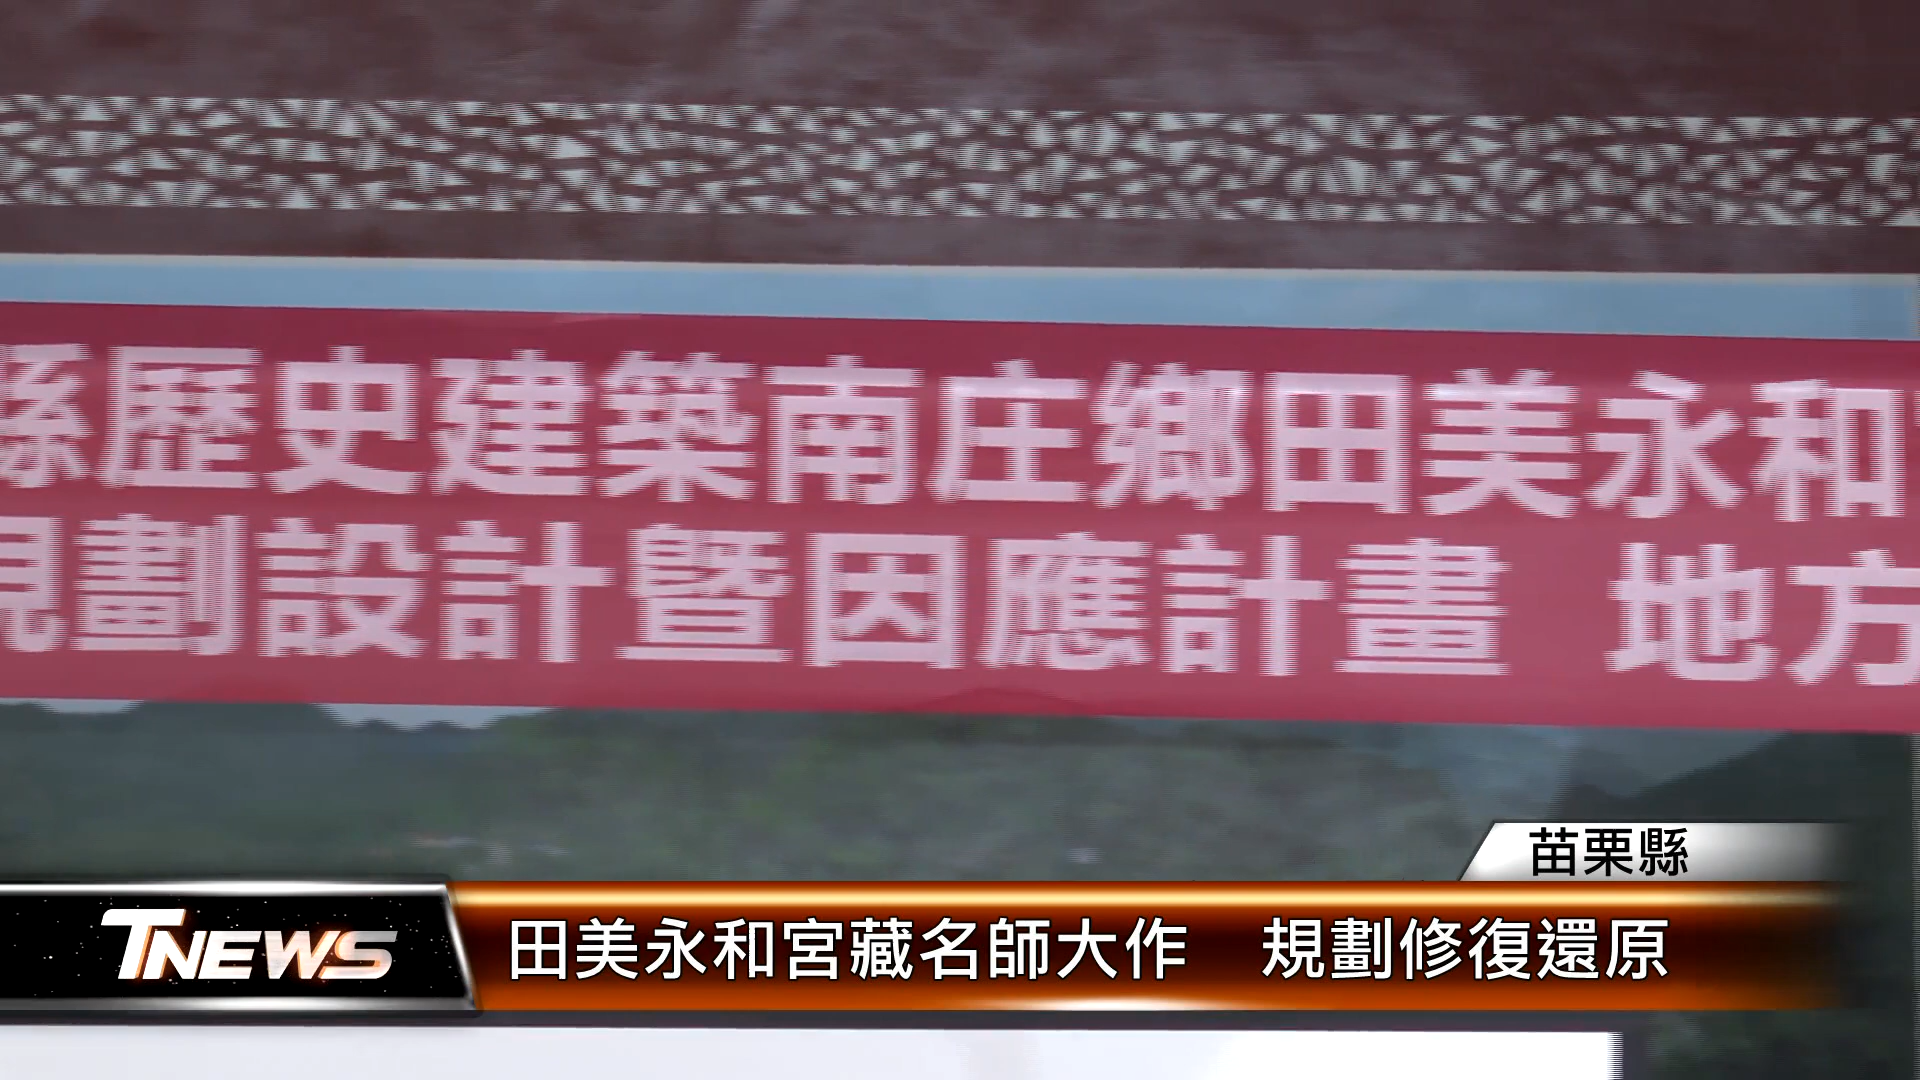 縣歷史建築南庄鄉田美永和
規劃設計暨因應計畫 地方
苗栗縣
TNEWS
田美永和宮藏名師大作 規劃修復還原